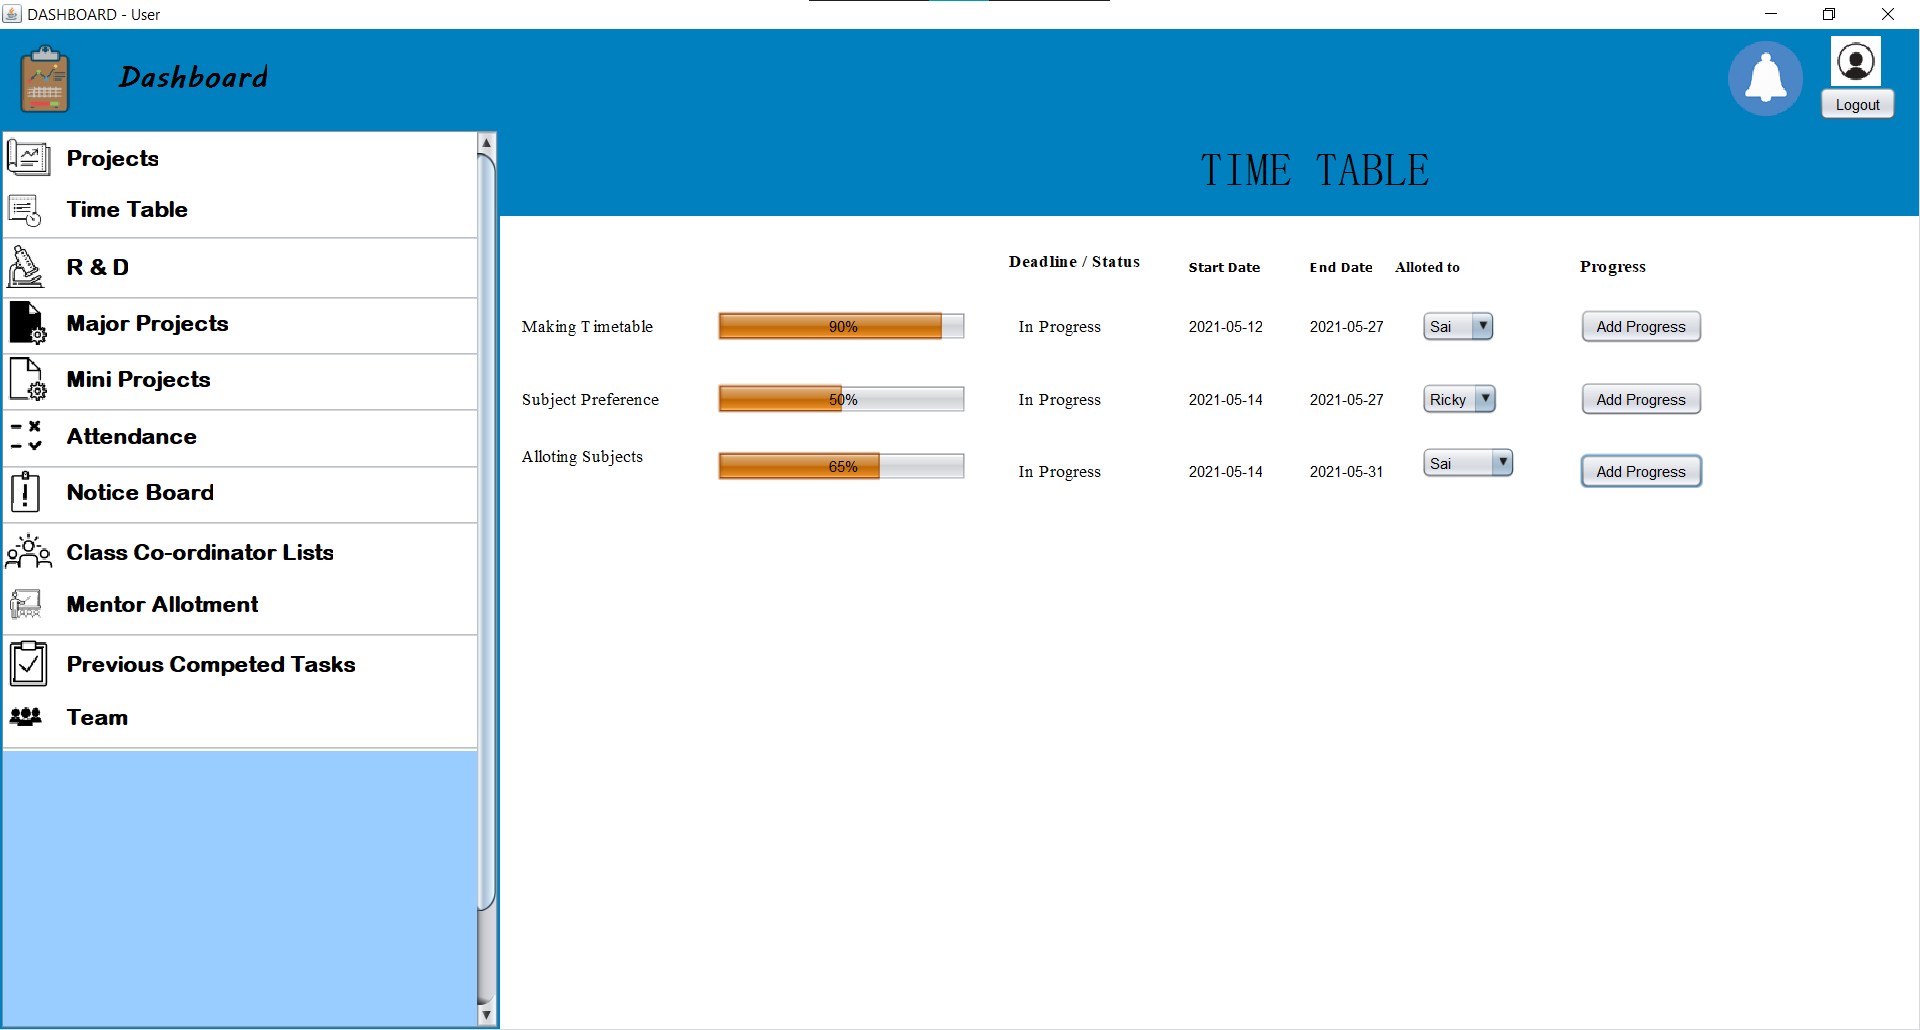 DASHBOARD - User
Dashboard
Logout
TIME TABLE
Projects
Time Table
R & D
Major Projects
Mini Projects
Attendance
Notice Board
Class Co-ordinator Lists
Mentor Allotment
Previous Competed Tasks
Team
Deadline / Status Start Date End Date Alloted to Progress
Making Timetable 90% In Progress 2021-05-12 2021-05-27 Sai Add Progress
Subject Preference 50% In Progress 2021-05-14 2021-05-27 Ricky Add Progress
Alloting Subjects 65% In Progress 2021-05-14 2021-05-31 Sai Add Progress